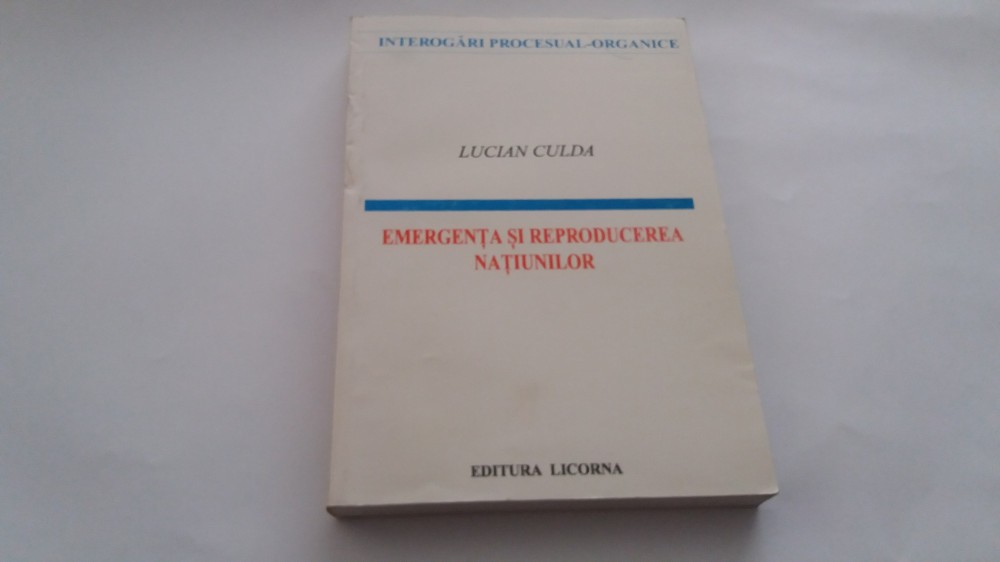 INTEROGĂRI PROCESUAL-ORGANICE
LUCIAN CULDA
EMERGENȚA ȘI REPRODUCEREA
NAȚIUNILOR
EDITURA LICORNA